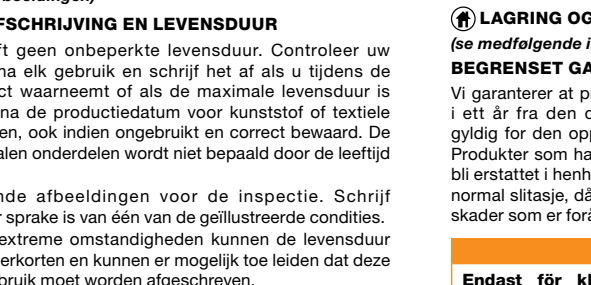 beeldingen)
FSCHRIJVING EN LEVENSDUUR
ft geen onbeperkte levensduur. Controleer uw
na elk gebruik en schrijf het af als u tijdens de
ct waarneemt of als de maximale levensduur is
na de productiedatum voor kunststof of textiele
en, ook indien ongebruikt en correct bewaard. De
alen onderdelen wordt niet bepaald door de leeftijd
nde afbeeldingen voor de inspectie. Schrijf
r sprake is van één van de geïllustreerde condities.
extreme omstandigheden kunnen de levensduur
erkorten en kunnen er mogelijk toe leiden dat deze
bruik moet worden afgeschreven.
LAGRING OG
(se medfølgende i
BEGRENSET GA
Vi garanterer at p
i ett år fra den d
gyldig for den opp
Produkter som ha
bli erstattet i henh
normal slitasje, då
skader som er forå
Endast för kl